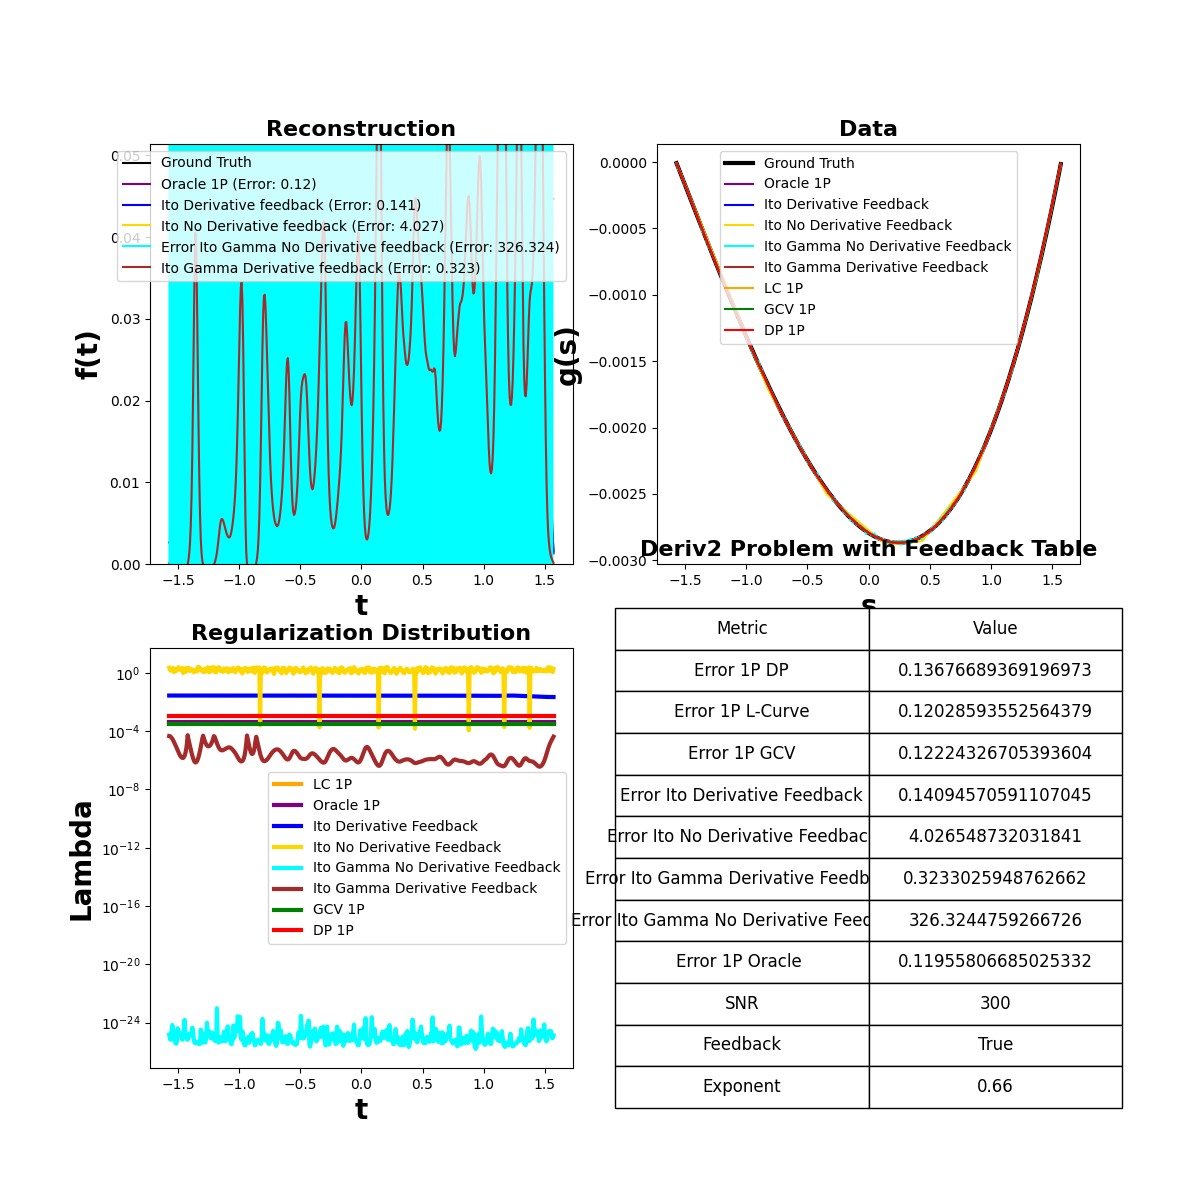 Reconstruction
f(t)
0.05
0.04
0.03
0.02
0.01
0.00
Ground Truth
Oracle 1P (Error: 0.12)
Ito Derivative feedback (Error: 0.141)
Ito No Derivative feedback (Error: 4.027)
Error Ito Gamma No Derivative feedback (Error: 326.324)
Ito Gamma Derivative feedback (Error: 0.323)
−1.5 −1.0 −0.5 0.0 0.5 1.0 1.5
t
Data
g(s)
0.0000
−0.0005
−0.0010
−0.0015
−0.0020
−0.0025
−0.0030
Ground Truth
Oracle 1P
Ito Derivative Feedback
Ito No Derivative Feedback
Ito Gamma No Derivative Feedback
Ito Gamma Derivative Feedback
LC 1P
GCV 1P
DP 1P
−1.5 −1.0 −0.5 0.0 0.5 1.0 1.5
s
Regularization Distribution
Lambda
10^0
10^−4
10^−8
10^−12
10^−16
10^−20
10^−24
LC 1P
Oracle 1P
Ito Derivative Feedback
Ito No Derivative Feedback
Ito Gamma No Derivative Feedback
Ito Gamma Derivative Feedback
GCV 1P
DP 1P
−1.5 −1.0 −0.5 0.0 0.5 1.0 1.5
t
Deriv2 Problem with Feedback Table
Metric Value
Error 1P DP 0.13676689369196973
Error 1P L-Curve 0.12028593552564379
Error 1P GCV 0.12224326705393604
Error Ito Derivative Feedback 0.14094570591107045
Error Ito No Derivative Feedbac 4.026548732031841
Error Ito Gamma Derivative Feedb 0.3233025948762662
Error Ito Gamma No Derivative Feed 326.3244759266726
Error 1P Oracle 0.11955806685025332
SNR 300
Feedback True
Exponent 0.66